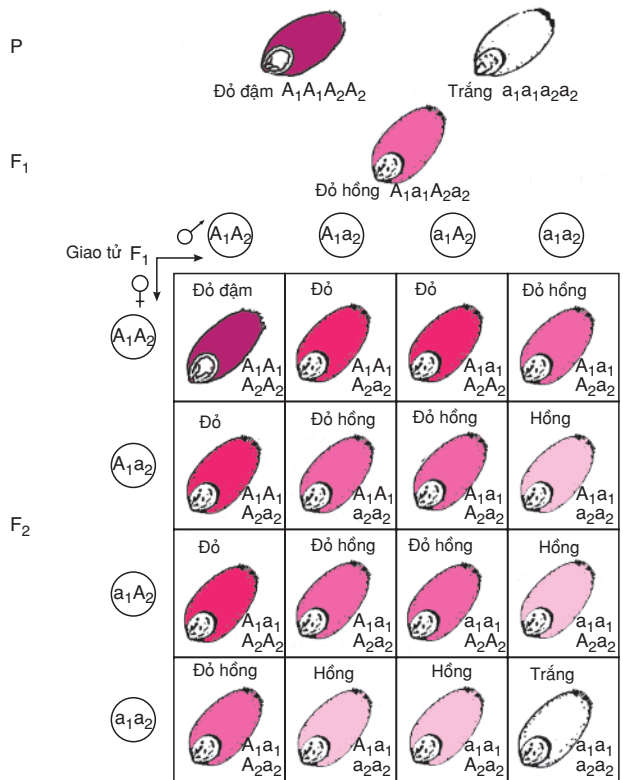 P
Đỏ đậm A₁A₁A₂A₂
Trắng a₁a₁a₂a₂
F₁
Đỏ hồng A₁a₁A₂a₂
Giao tử F₁
♂
A₁A₂
A₁a₂
a₁A₂
a₁a₂
♀
F₂
A₁A₂
Đỏ đậm
A₁A₁
A₂A₂
Đỏ
A₁A₁
A₂a₂
Đỏ
A₁a₁
A₂A₂
Đỏ hồng
A₁a₁
A₂a₂
A₁a₂
Đỏ
A₁A₁
A₂a₂
Đỏ hồng
A₁A₁
a₂a₂
Đỏ hồng
A₁a₁
A₂a₂
Hồng
A₁a₁
a₂a₂
a₁A₂
Đỏ
A₁a₁
A₂A₂
Đỏ hồng
A₁a₁
A₂a₂
Đỏ hồng
a₁a₁
A₂A₂
Hồng
a₁a₁
A₂a₂
a₁a₂
Đỏ hồng
A₁a₁
A₂a₂
Hồng
A₁a₁
a₂a₂
Hồng
a₁a₁
A₂a₂
Trắng
a₁a₁
a₂a₂